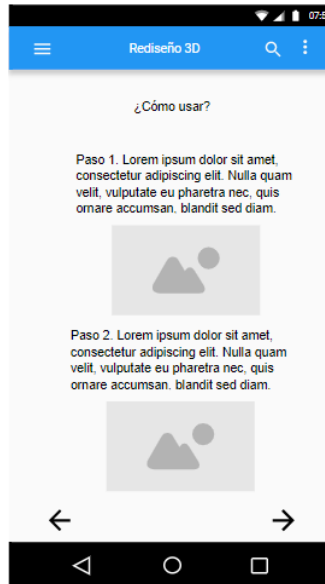 Rediseño 3D
¿Cómo usar?
Paso 1. Lorem ipsum dolor sit amet,
consectetur adipiscing elit. Nulla quam
velit, vulputate eu pharetra nec, quis
ornare accumsan. blandit sed diam.
Paso 2. Lorem ipsum dolor sit amet,
consectetur adipiscing elit. Nulla quam
velit, vulputate eu pharetra nec, quis
ornare accumsan. blandit sed diam.